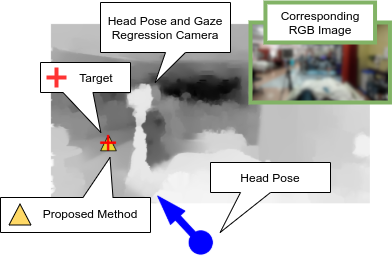 Head Pose and Gaze
Regression Camera
Corresponding
RGB Image
Target
Proposed Method
Head Pose